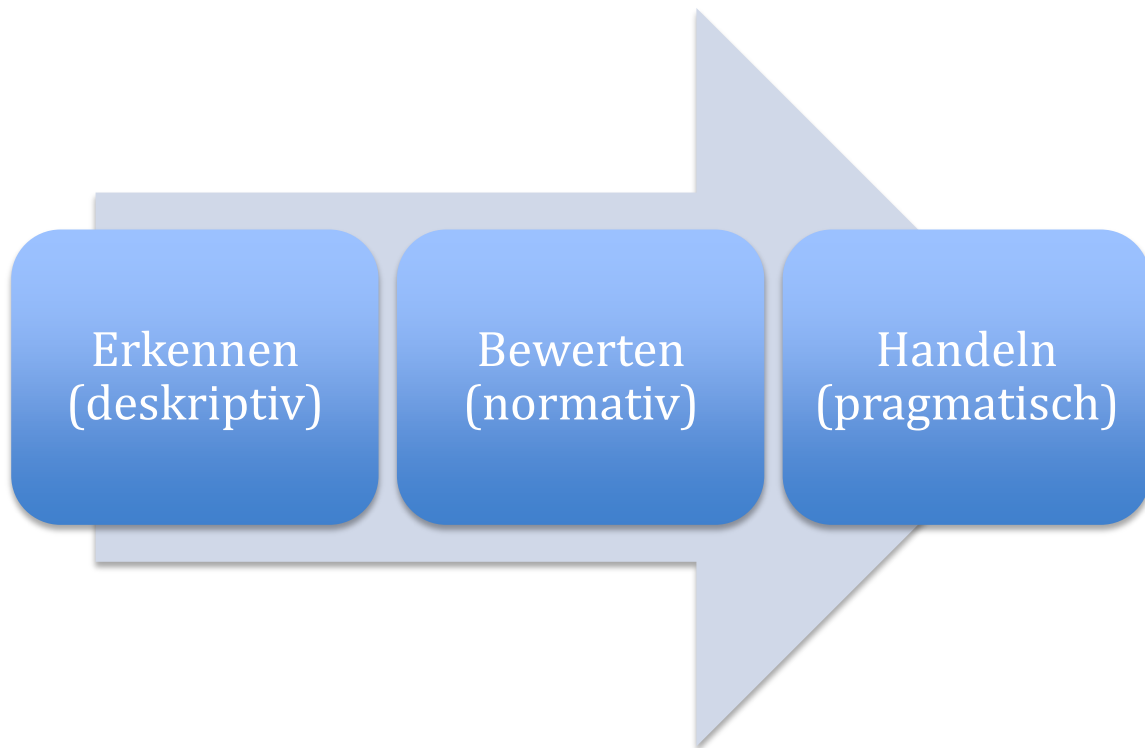 Erkennen
(deskriptiv)
Bewerten
(normativ)
Handeln
(pragmatisch)